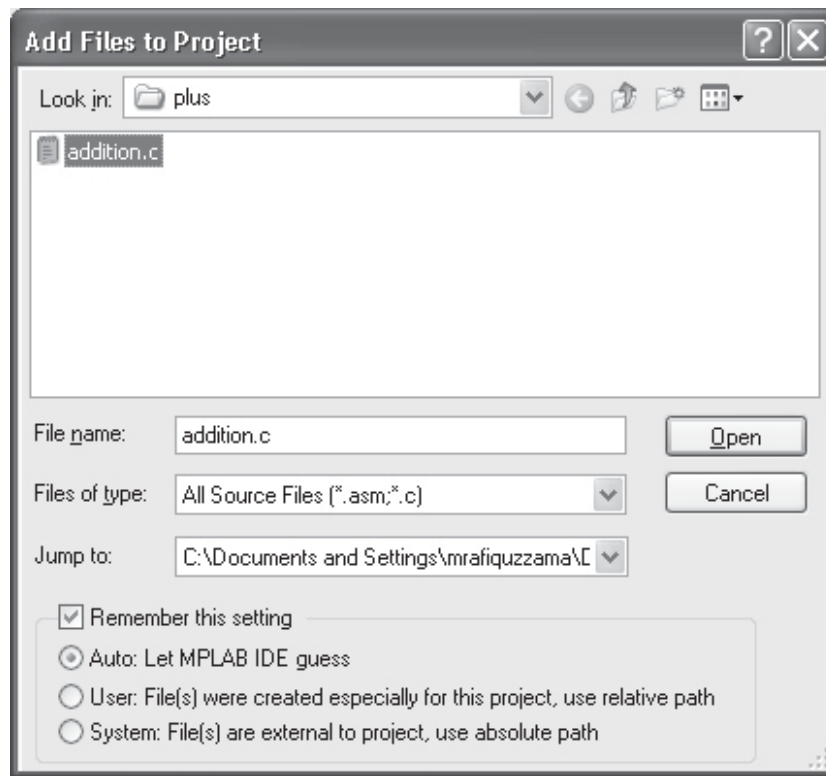 Add Files to Project
Look in: plus
addition.c
File name: addition.c Open
Files of type: All Source Files (*.asm;*.c) Cancel
Jump to: C:\Documents and Settings\mrafiquzzama\D
Remember this setting
Auto: Let MPLAB IDE guess
User: File(s) were created especially for this project, use relative path
System: File(s) are external to project, use absolute path